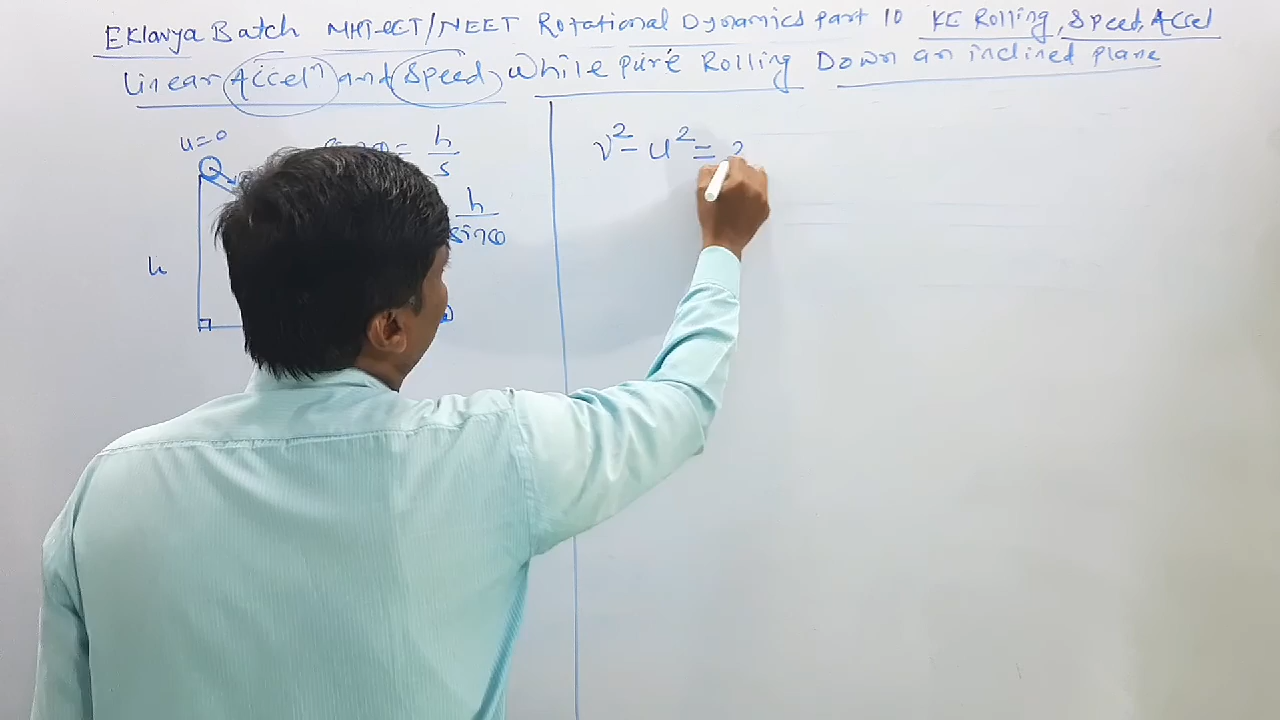 Eklavya Batch MHT-CET/NEET Rotational Dynamics Part 10 KE Rolling, Speed, Accel
linear Accelⁿ and Speed, While pure Rolling Down an inclined plane
u=0
= h/s
h/sinθ
h
v² - u² = 2